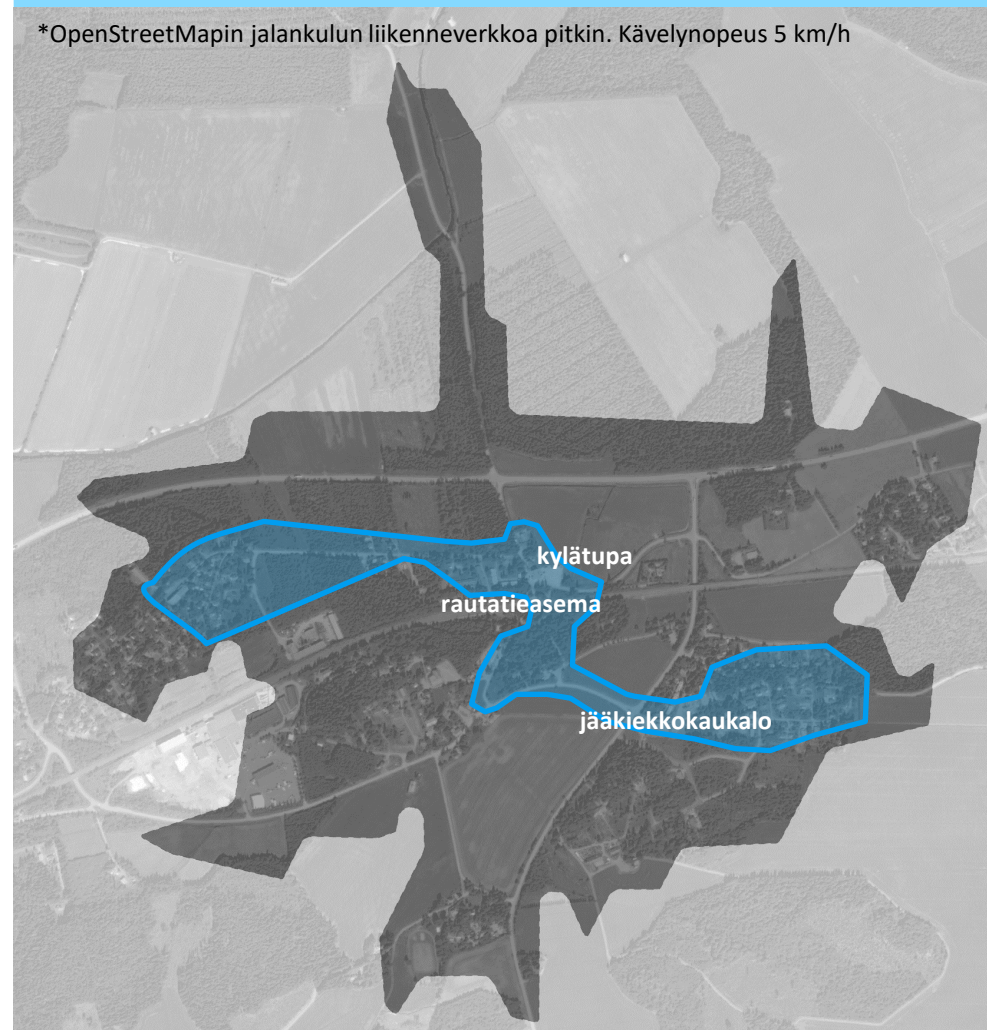 *OpenStreetMapin jalankulun liikenneverkkoa pitkin. Kävelynopeus 5 km/h
kylätupa
rautatieasema
jääkiekkokaukalo